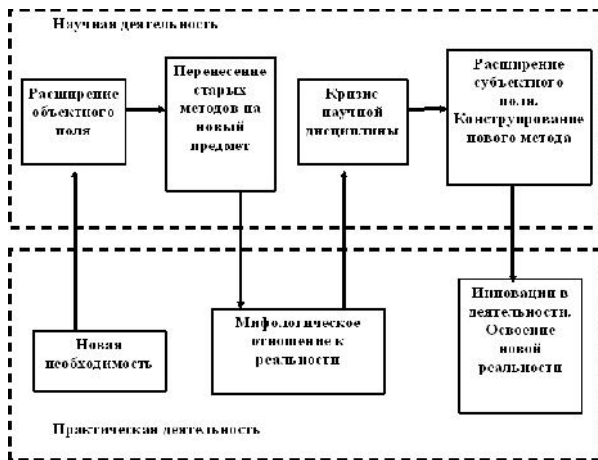 Научная деятельность
Расширение
объектного
поля
Перенесение
старых
методов на
новый
предмет
Кризис
научной
дисциплины
Расширение
субъектного
поля.
Конструирование
нового метода
Новая
необходимость
Мифологическое
отношение к
реальности
Инновации в
деятельности.
Освоение
новой
реальности
Практическая деятельность